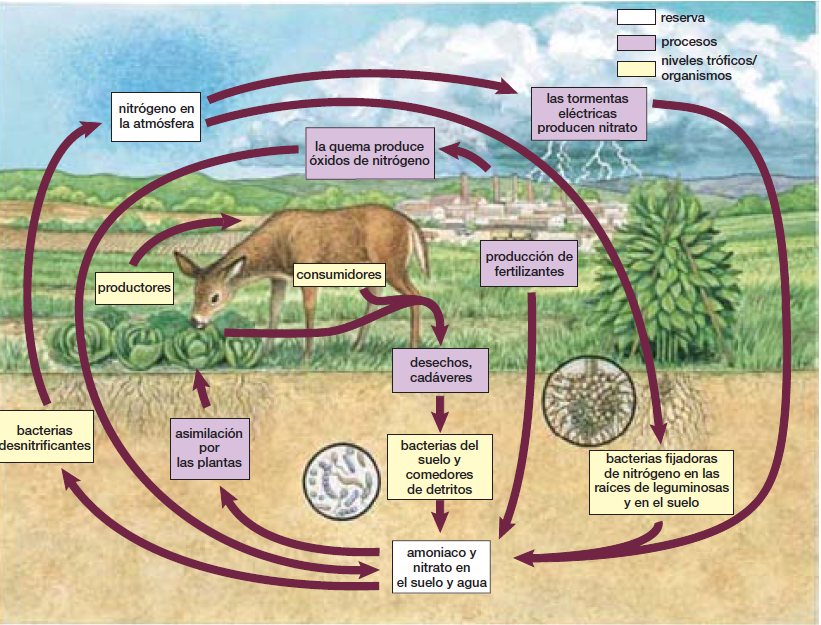 reserva
procesos
niveles tróficos/
organismos
nitrógeno en
la atmósfera
las tormentas
eléctricas
producen nitrato
la quema produce
óxidos de nitrógeno
productores
consumidores
producción de
fertilizantes
desechos,
cadáveres
bacterias
desnitrificantes
asimilación
por
las plantas
bacterias del
suelo y
comedores
de detritos
bacterias fijadoras
de nitrógeno en las
raíces de leguminosas
y en el suelo
amoniaco y
nitrato en
el suelo y agua